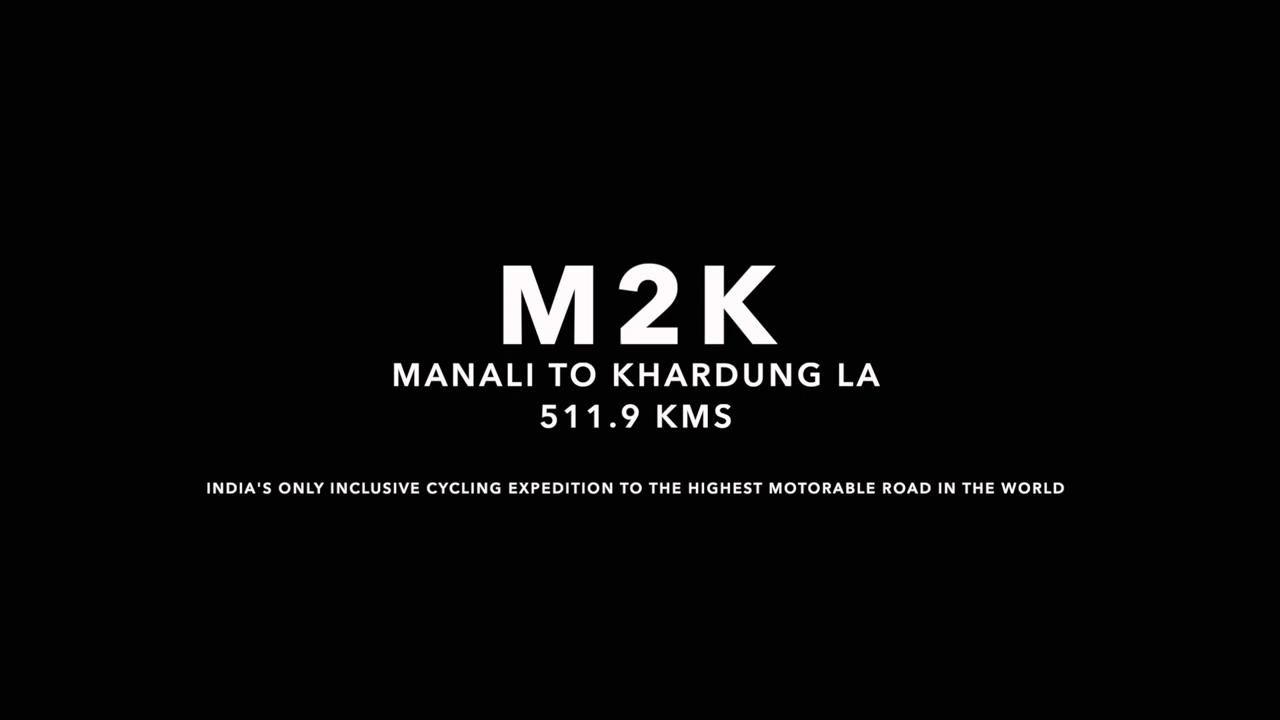 M2K
MANALI TO KHARDUNG LA
511.9 KMS
INDIA'S ONLY INCLUSIVE CYCLING EXPEDITION TO THE HIGHEST MOTORABLE ROAD IN THE WORLD